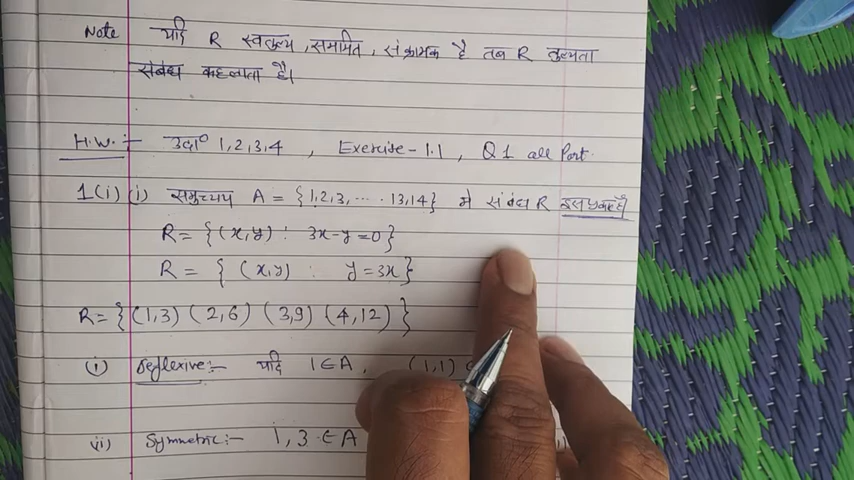 Note यदि R स्वतुल्य, सममित, संक्रामक है तब R तुल्यता
संबंध कहलाता है।
H.W. :- उदा० 1,2,3,4 , Exercise-1.1 , Q1 all Part.
1(i) (i) समुच्चय A = {1,2,3, .... 13,14} में संबंध R इस प्रकार है
R = {(x,y) : 3x-y=0}
R = { (x,y) : y=3x}
R = {(1,3) (2,6) (3,9) (4,12) }
(i) Reflexive:- यदि 1 ∈ A, (1,1)
(ii) Symmetric:- 1, 3 ∈ A